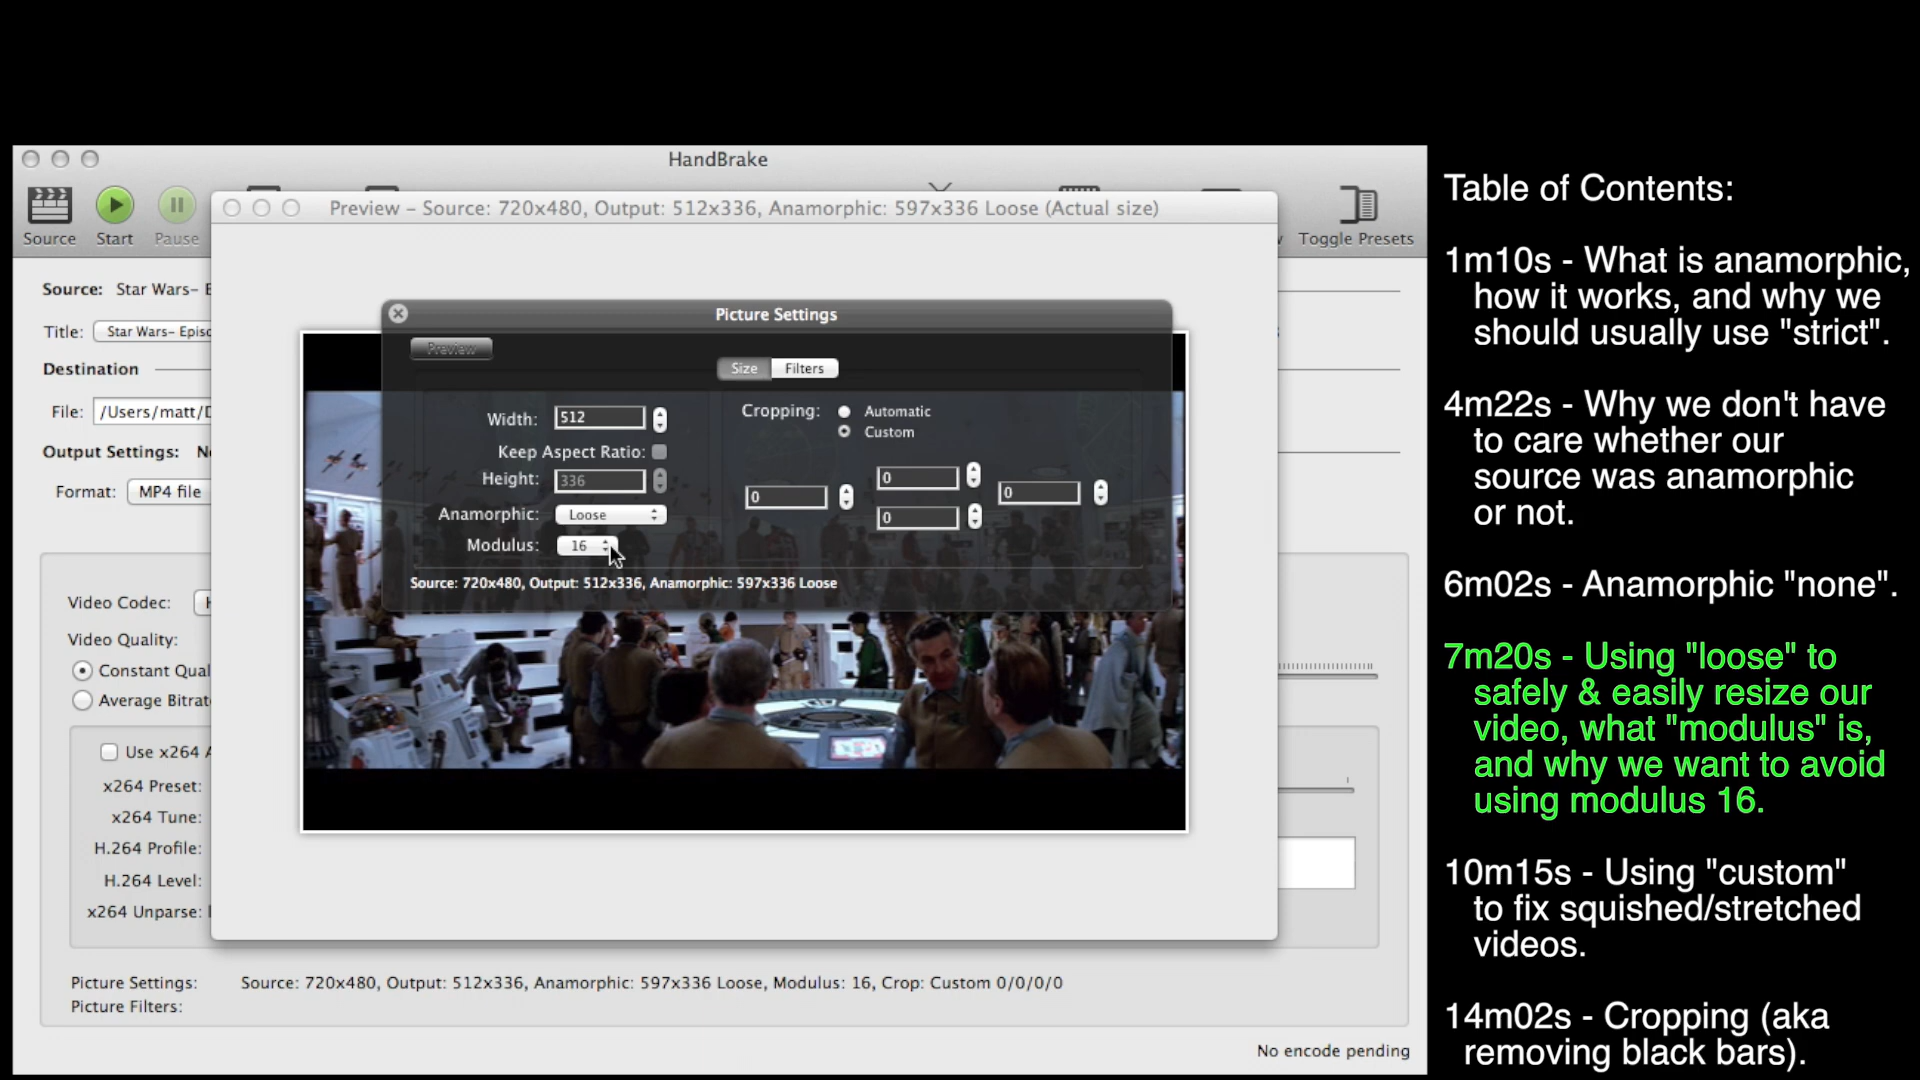 HandBrake
Source
Start
Pause
Toggle Presets
Preview – Source: 720x480, Output: 512x336, Anamorphic: 597x336 Loose (Actual size)
Source: Star Wars–
Title: Star Wars– Episo
Destination
File: /Users/matt/
Output Settings:
Format: MP4 file
Picture Settings
Preview
Size
Filters
Width: 512
Keep Aspect Ratio:
Height: 336
Anamorphic: Loose
Modulus: 16
Cropping:
Automatic
Custom
0
0
0
0
Source: 720x480, Output: 512x336, Anamorphic: 597x336 Loose
Video Codec:
Video Quality:
Constant Qual
Average Bitrat
Use x264
x264 Preset:
x264 Tune:
H.264 Profile:
H.264 Level:
x264 Unparse:
Picture Settings: Source: 720x480, Output: 512x336, Anamorphic: 597x336 Loose, Modulus: 16, Crop: Custom 0/0/0/0
Picture Filters:
No encode pending
Table of Contents:
1m10s - What is anamorphic,
how it works, and why we
should usually use "strict".
4m22s - Why we don't have
to care whether our
source was anamorphic
or not.
6m02s - Anamorphic "none".
7m20s - Using "loose" to
safely & easily resize our
video, what "modulus" is,
and why we want to avoid
using modulus 16.
10m15s - Using "custom"
to fix squished/stretched
videos.
14m02s - Cropping (aka
removing black bars).